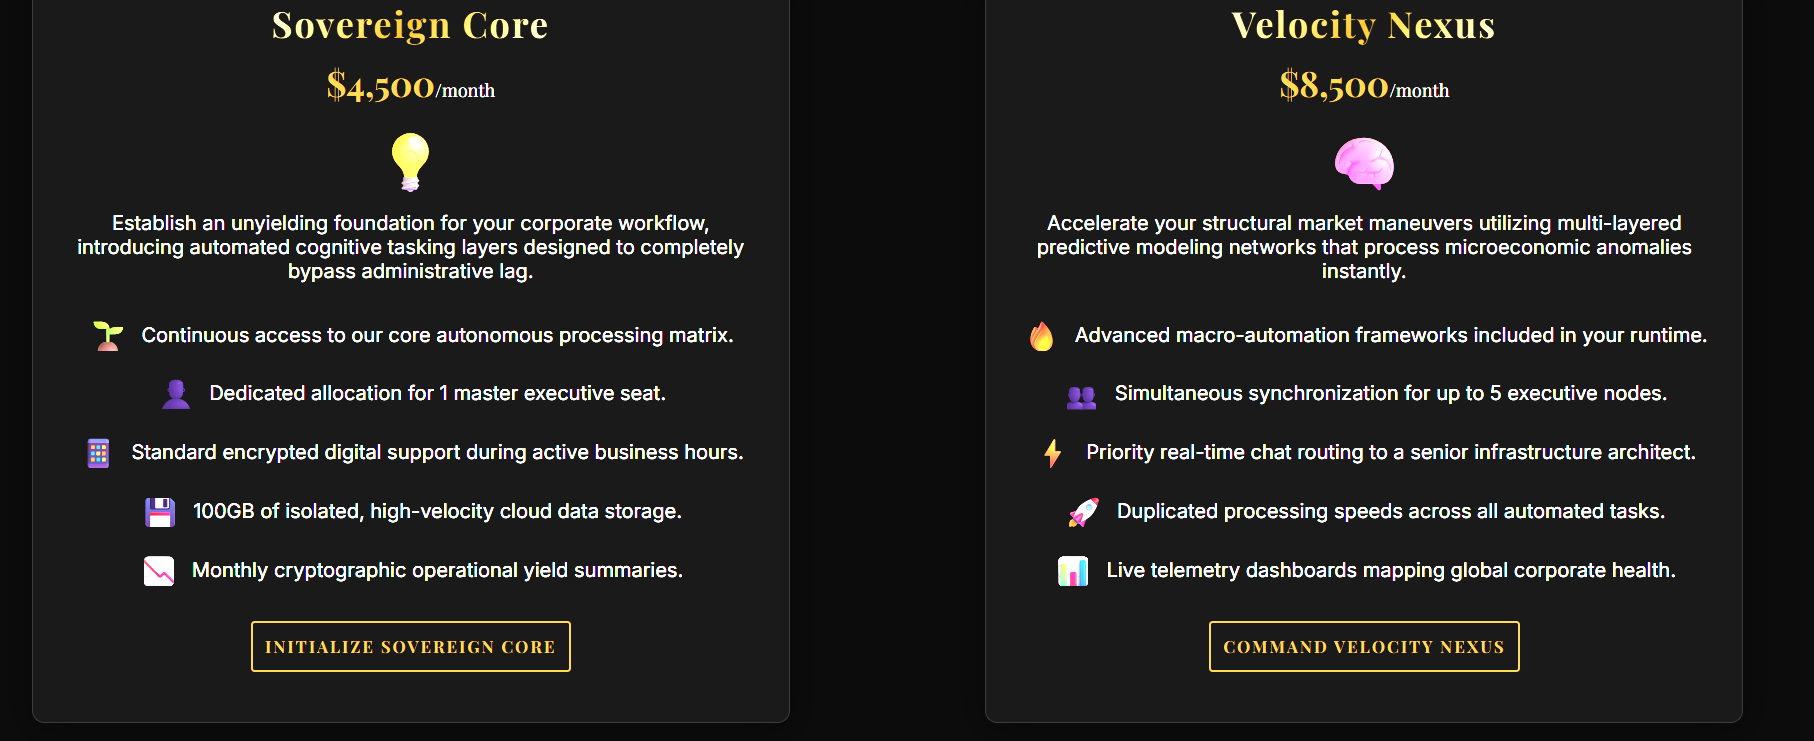 Sovereign Core
$4,500/month
Establish an unyielding foundation for your corporate workflow,
introducing automated cognitive tasking layers designed to completely
bypass administrative lag.
Continuous access to our core autonomous processing matrix.
Dedicated allocation for 1 master executive seat.
Standard encrypted digital support during active business hours.
100GB of isolated, high-velocity cloud data storage.
Monthly cryptographic operational yield summaries.
INITIALIZE SOVEREIGN CORE
Velocity Nexus
$8,500/month
Accelerate your structural market maneuvers utilizing multi-layered
predictive modeling networks that process microeconomic anomalies
instantly.
Advanced macro-automation frameworks included in your runtime.
Simultaneous synchronization for up to 5 executive nodes.
Priority real-time chat routing to a senior infrastructure architect.
Duplicated processing speeds across all automated tasks.
Live telemetry dashboards mapping global corporate health.
COMMAND VELOCITY NEXUS